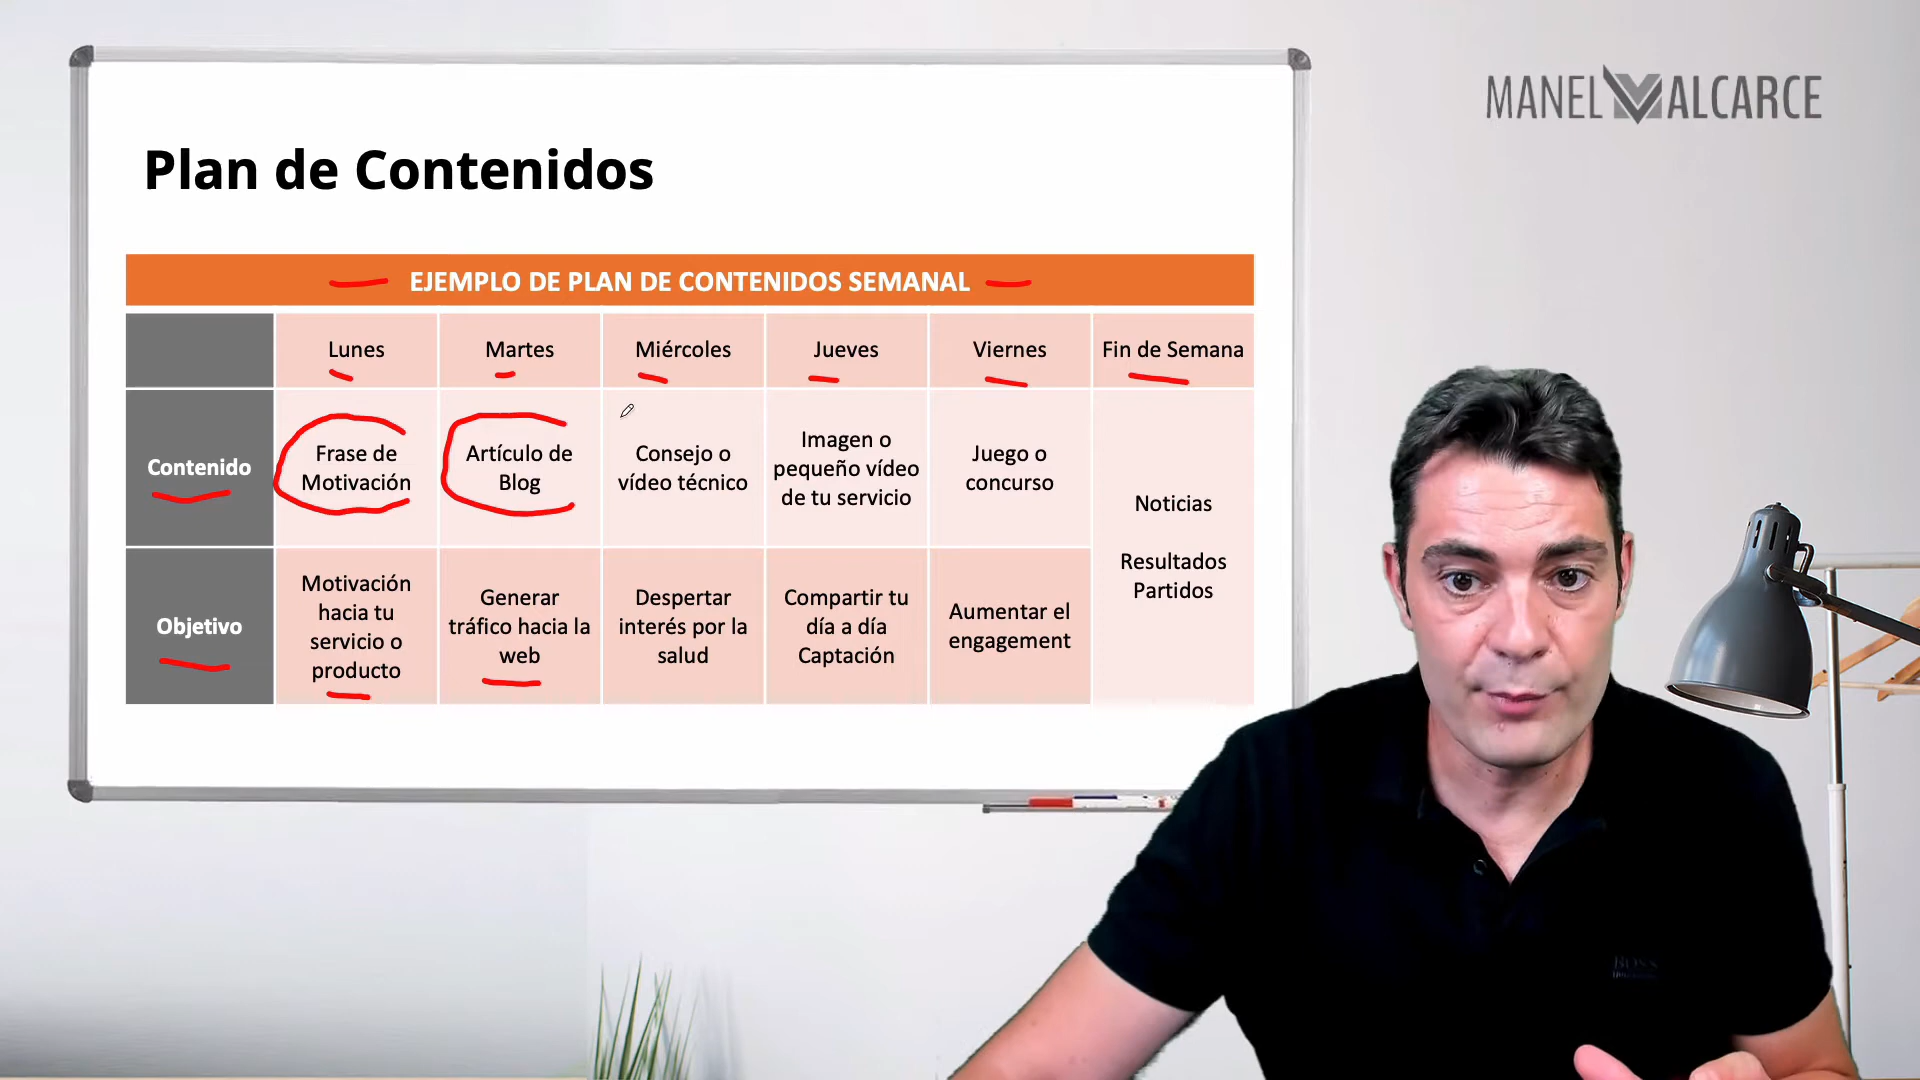 MANEL VALCARCE
Plan de Contenidos
EJEMPLO DE PLAN DE CONTENIDOS SEMANAL
Lunes
Martes
Miércoles
Jueves
Viernes
Fin de Semana
Contenido
Frase de
Motivación
Artículo de
Blog
Consejo o
vídeo técnico
Imagen o
pequeño vídeo
de tu servicio
Juego o
concurso
Noticias
Resultados
Partidos
Objetivo
Motivación
hacia tu
servicio o
producto
Generar
tráfico hacia la
web
Despertar
interés por la
salud
Compartir tu
día a día
Captación
Aumentar el
engagement
BOSS